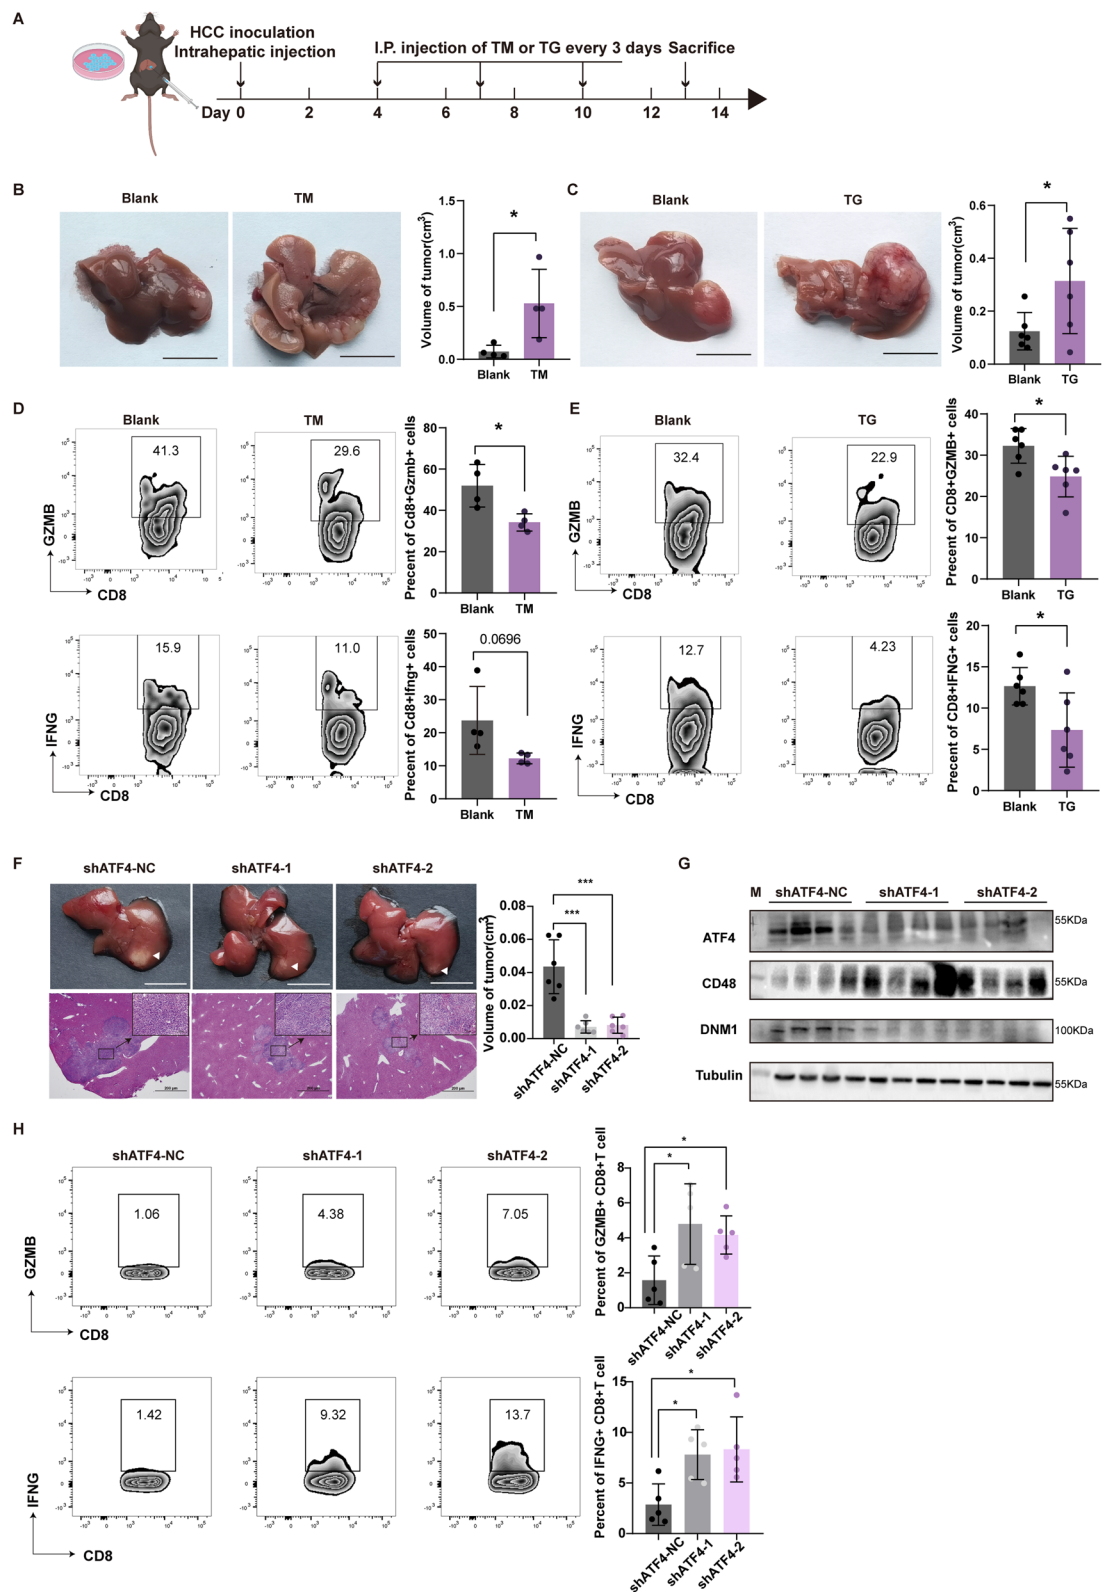 A
HCC inoculation
Intrahepatic injection
I.P. injection of TM or TG every 3 days Sacrifice
Day 0 2 4 6 8 10 12 14
B
Blank
TM
Volume of tumor(cm3)
1.5
1.0
0.5
0.0
*
Blank TM
C
Blank
TG
Volume of tumor(cm3)
0.6
0.4
0.2
0.0
*
Blank TG
D
Blank
TM
41.3
29.6
GZMB
CD8
Precent of Cd8+Gzmb+ cells
80
60
40
20
0
*
Blank TM
15.9
11.0
IFNG
CD8
Precent of Cd8+Ifng+ cells
50
40
30
20
10
0
0.0696
Blank TM
E
Blank
TG
32.4
22.9
GZMB
CD8
Precent of CD8+GZMB+ cells
40
30
20
10
0
*
Blank TG
12.7
4.23
IFNG
CD8
Precent of CD8+IFNG+ cells
20
15
10
5
0
*
Blank TG
F
shATF4-NC
shATF4-1
shATF4-2
Volume of tumor(cm3)
0.08
0.06
0.04
0.02
0.00
***
***
shATF4-NC
shATF4-1
shATF4-2
G
M shATF4-NC shATF4-1 shATF4-2
ATF4
55KDa
CD48
55KDa
DNM1
100KDa
Tubulin
55KDa
H
shATF4-NC
shATF4-1
shATF4-2
1.06
4.38
7.05
GZMB
CD8
Percent of GZMB+ CD8+T cell
8
6
4
2
0
*
*
shATF4-NC
shATF4-1
shATF4-2
1.42
9.32
13.7
IFNG
CD8
Percent of IFNG+ CD8+T cell
15
10
5
0
*
*
shATF4-NC
shATF4-1
shATF4-2